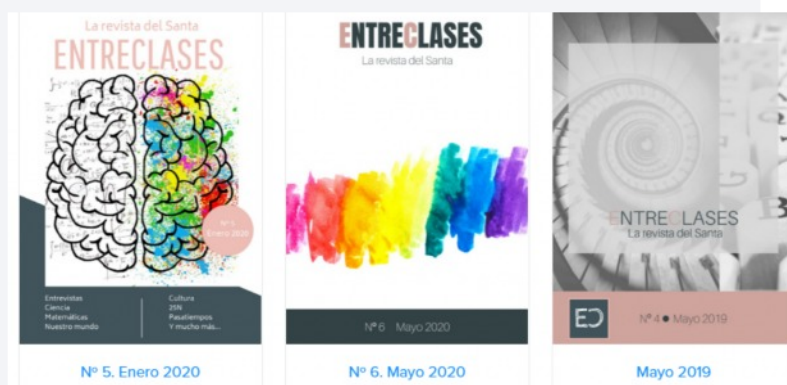 La revista del Santa
ENTRECLASES
Nº 5
Enero 2020
Entrevistas
Ciencia
Matemáticas
Nuestro mundo
Cultura
25N
Pasatiempos
Y mucho más...
Nº 5. Enero 2020
ENTRECLASES
La revista del Santa
Nº 6 Mayo 2020
Nº 6. Mayo 2020
ENTRECLASES
La revista del Santa
EC
Nº 4 ● Mayo 2019
Mayo 2019